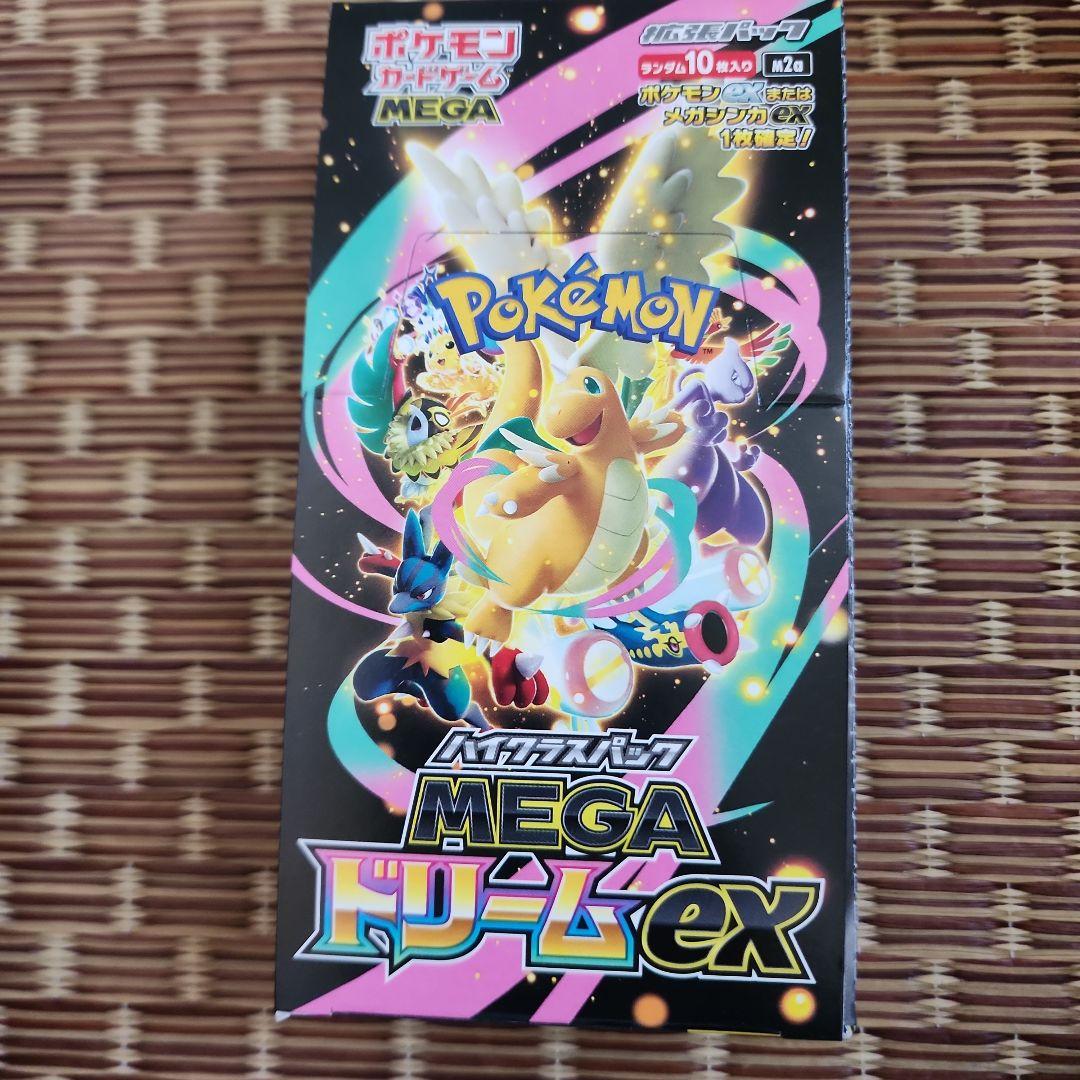 ポケモン
カードゲーム
MEGA
拡張パック
ランダム10枚入り M2a
ポケモンexまたは
メガシンカex
1枚確定!
POKéMON
TM
ハイクラスパック
MEGA
ドリームex